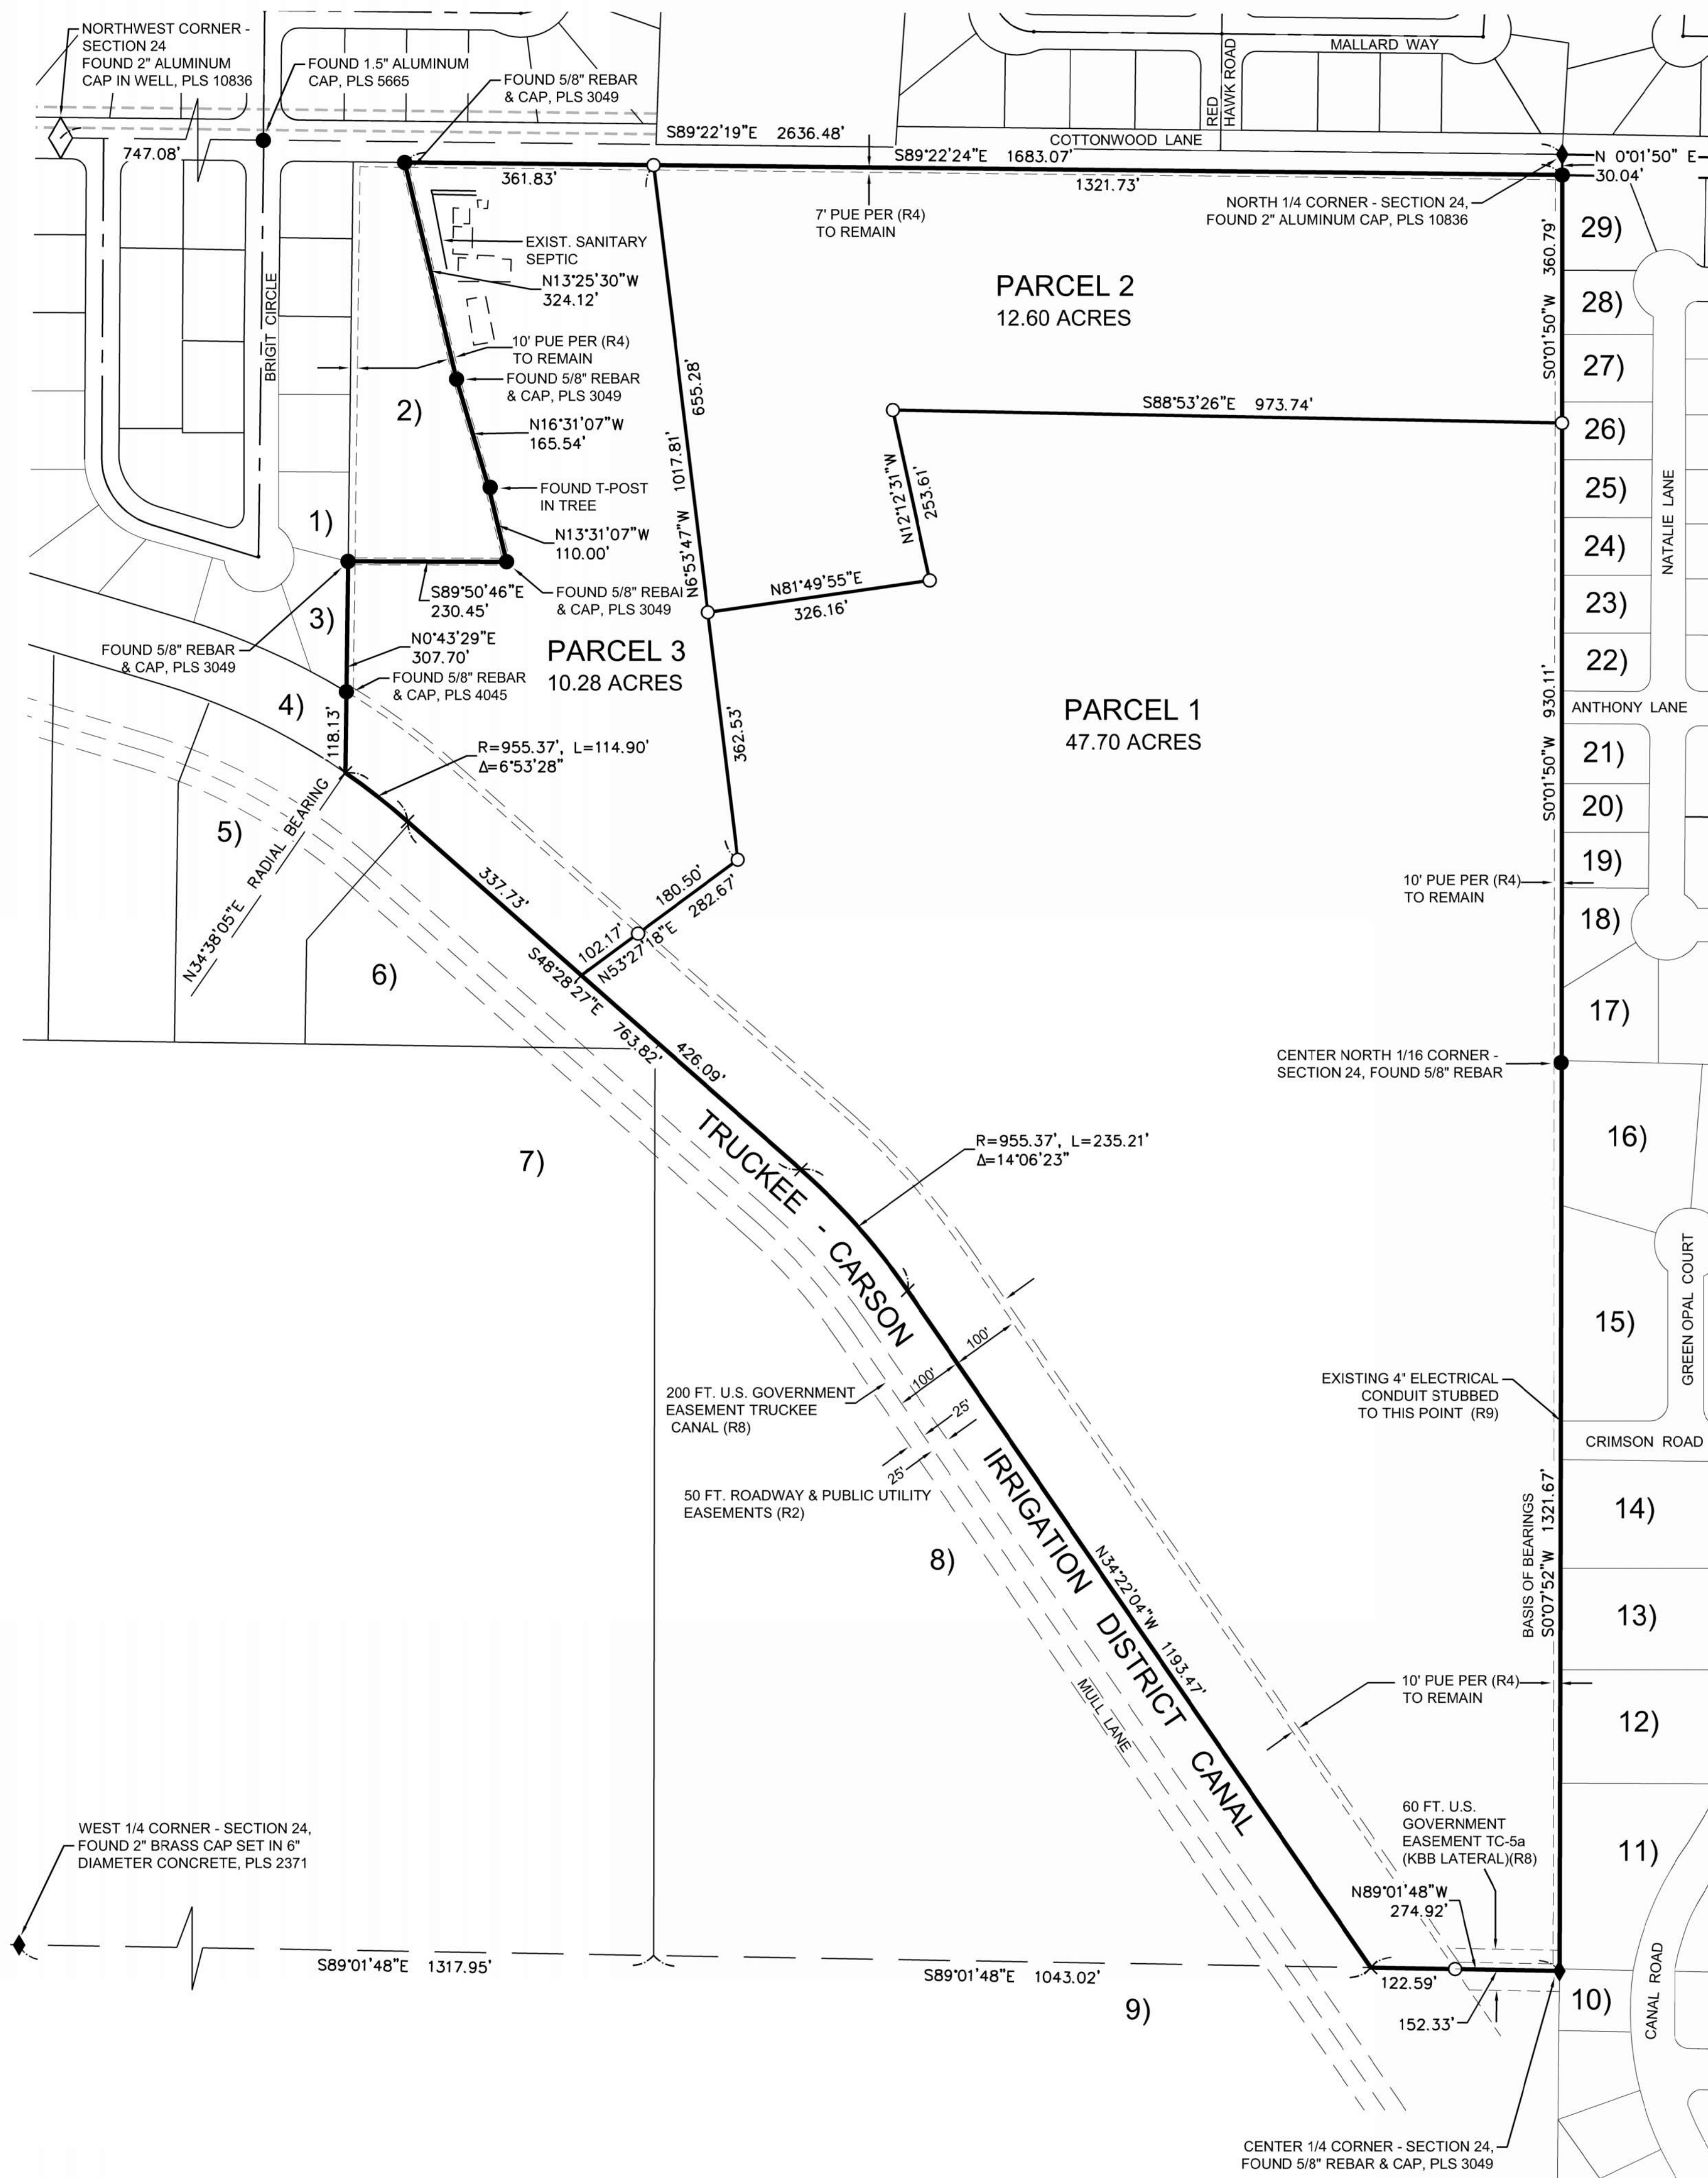 NORTHWEST CORNER -
SECTION 24
FOUND 2" ALUMINUM
CAP IN WELL, PLS 10836
FOUND 1.5" ALUMINUM
CAP, PLS 5665
FOUND 5/8" REBAR
& CAP, PLS 3049
747.08'
S89°22'19"E 2636.48'
RED
HAWK ROAD
MALLARD WAY
COTTONWOOD LANE
S89°22'24"E 1683.07'
361.83'
1321.73'
7' PUE PER (R4)
TO REMAIN
NORTH 1/4 CORNER - SECTION 24,
FOUND 2" ALUMINUM CAP, PLS 10836
N 0°01'50" E
30.04'
EXIST. SANITARY
SEPTIC
N13°25'30"W
324.12'
10' PUE PER (R4)
TO REMAIN
FOUND 5/8" REBAR
& CAP, PLS 3049
N16°31'07"W
165.54'
FOUND T-POST
IN TREE
N13°31'07"W
110.00'
BRIGIT CIRCLE
1)
2)
3)
4)
S89°50'46"E
230.45'
FOUND 5/8" REBAR
& CAP, PLS 3049
FOUND 5/8" REBAR
& CAP, PLS 3049
N0°43'29"E
307.70'
FOUND 5/8" REBAR
& CAP, PLS 4045
118.13'
PARCEL 3
10.28 ACRES
PARCEL 2
12.60 ACRES
PARCEL 1
47.70 ACRES
655.28'
N6°53'47"W 1017.81'
362.53'
N81°49'55"E
326.16'
N12°12'31"W
253.61'
S88°53'26"E 973.74'
S0°01'50"W 360.79'
S0°01'50"W 930.11'
29)
28)
27)
26)
25)
24)
23)
22)
ANTHONY LANE
NATALIE LANE
21)
20)
19)
18)
17)
16)
15)
14)
13)
12)
11)
10)
10' PUE PER (R4)
TO REMAIN
CENTER NORTH 1/16 CORNER -
SECTION 24, FOUND 5/8" REBAR
R=955.37', L=114.90'
Δ=6°53'28"
N34°38'05"E RADIAL BEARING
5)
6)
7)
8)
9)
337.73'
180.50'
282.67'
102.17'
N53°27'18"E
S48°28'27"E 763.82'
426.09'
R=955.37', L=235.21'
Δ=14°06'23"
TRUCKEE - CARSON IRRIGATION DISTRICT CANAL
100'
100'
25'
25'
200 FT. U.S. GOVERNMENT
EASEMENT TRUCKEE
CANAL (R8)
50 FT. ROADWAY & PUBLIC UTILITY
EASEMENTS (R2)
GREEN OPAL COURT
EXISTING 4" ELECTRICAL
CONDUIT STUBBED
TO THIS POINT (R9)
CRIMSON ROAD
BASIS OF BEARINGS
S0°07'52"W 1321.67'
N34°22'04"W 1193.47'
MULL LANE
10' PUE PER (R4)
TO REMAIN
60 FT. U.S.
GOVERNMENT
EASEMENT TC-5a
(KBB LATERAL)(R8)
N89°01'48"W
274.92'
WEST 1/4 CORNER - SECTION 24,
FOUND 2" BRASS CAP SET IN 6"
DIAMETER CONCRETE, PLS 2371
S89°01'48"E 1317.95'
S89°01'48"E 1043.02'
122.59'
152.33'
CANAL ROAD
CENTER 1/4 CORNER - SECTION 24,
FOUND 5/8" REBAR & CAP, PLS 3049